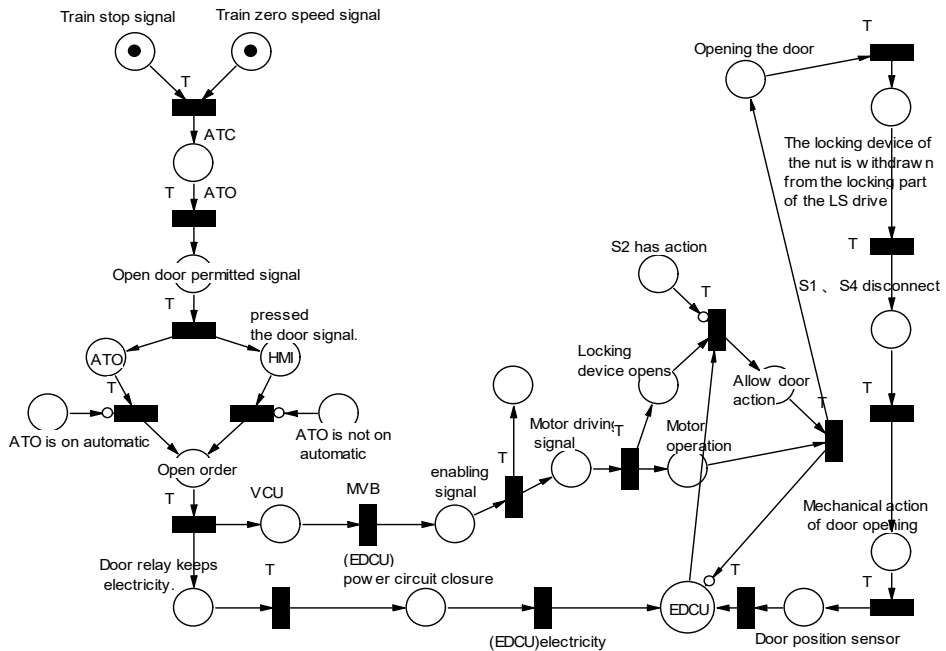 Train stop signal
Train zero speed signal
T
ATC
T
ATO
Open door permitted signal
T
pressed
the door signal.
ATO
HMI
T
ATO is on automatic
ATO is not on
automatic
Open order
T
VCU
MVB
enabling
signal
T
Motor driving
signal
T
Locking
device opens
Motor
operation
S2 has action
T
Allow door
action
T
Opening the door
T
The locking device of
the nut is withdrawn
from the locking part
of the LS drive
T
S1 、 S4 disconnect
T
Mechanical action
of door opening
T
Door relay keeps
electricity.
T
(EDCU)
power circuit closure
(EDCU)electricity
EDCU
T
Door position sensor